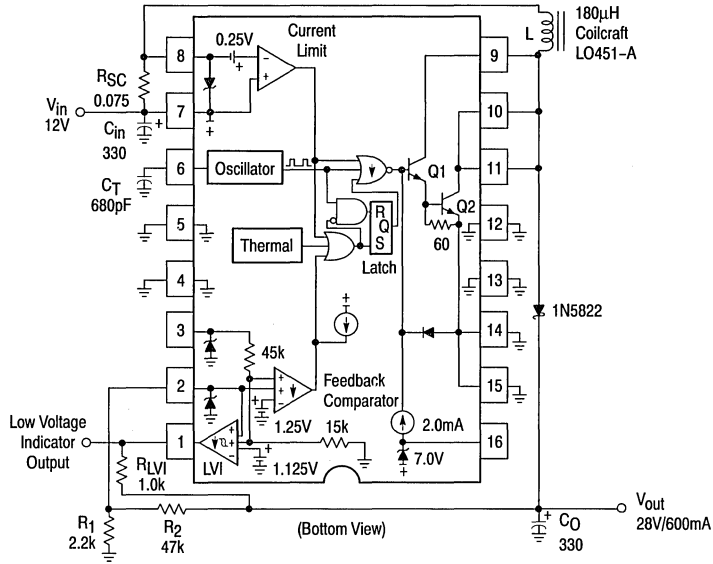 180μH
Coilcraft
LO451–A
L
Current
Limit
0.25V
8
9
RSC
0.075
Vin
12V
7
10
Cin
330
+
6
Oscillator
11
Q1
CT
680pF
Q2
5
12
60
R
Q
S
Latch
Thermal
4
13
1N5822
3
14
45k
2
15
Feedback
Comparator
1.25V
2.0mA
Low Voltage
Indicator
Output
1
LVI
15k
16
7.0V
1.125V
RLVI
1.0k
R1
2.2k
R2
47k
(Bottom View)
CO
330
Vout
28V/600mA